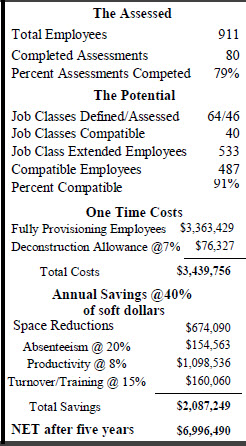 The Assessed
Total Employees 911
Completed Assessments 80
Percent Assessments Competed 79%
The Potential
Job Classes Defined/Assessed 64/46
Job Classes Compatible 40
Job Class Extended Employees 533
Compatible Employees 487
Percent Compatible 91%
One Time Costs
Fully Provisioning Employees $3,363,429
Deconstruction Allowance @7% $76,327
Total Costs $3,439,756
Annual Savings @40%
of soft dollars
Space Reductions $674,090
Absenteeism @ 20% $154,563
Productivity @ 8% $1,098,536
Turnover/Training @ 15% $160,060
Total Savings $2,087,249
NET after five years $6,996,490